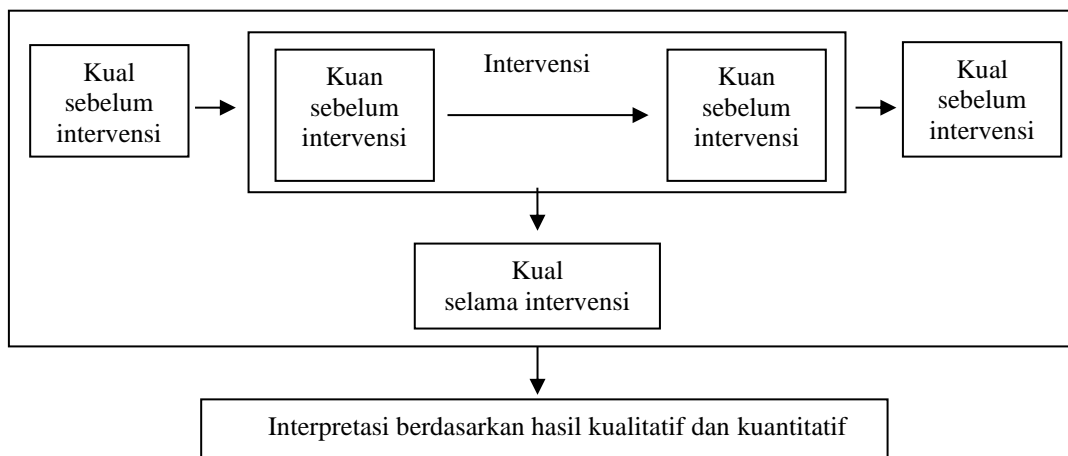 Kual
sebelum
intervensi
Intervensi
Kuan
sebelum
intervensi
Kuan
sebelum
intervensi
Kual
sebelum
intervensi
Kual
selama intervensi
Interpretasi berdasarkan hasil kualitatif dan kuantitatif